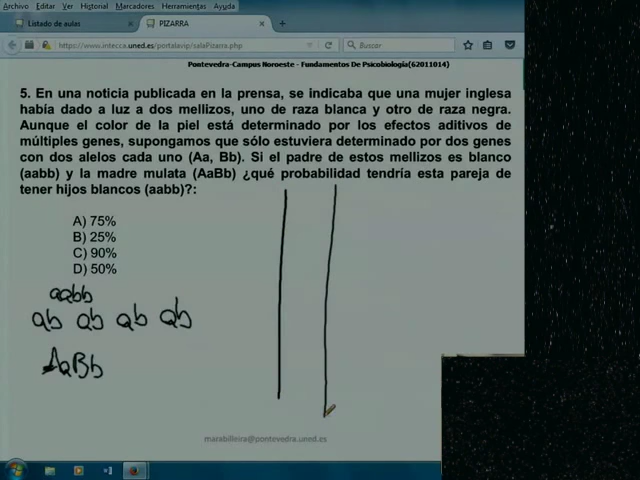 Archivo Editar Ver Historial Marcadores Herramientas Ayuda
Listado de aulas
PIZARRA
https://www.intecca.uned.es/portalavip/salaPizarra.php
Buscar
Pontevedra-Campus Noroeste - Fundamentos De Psicobiología(62011014)
5. En una noticia publicada en la prensa, se indicaba que una mujer inglesa
había dado a luz a dos mellizos, uno de raza blanca y otro de raza negra.
Aunque el color de la piel está determinado por los efectos aditivos de
múltiples genes, supongamos que sólo estuviera determinado por dos genes
con dos alelos cada uno (Aa, Bb). Si el padre de estos mellizos es blanco
(aabb) y la madre mulata (AaBb) ¿qué probabilidad tendría esta pareja de
tener hijos blancos (aabb)?:
A) 75%
B) 25%
C) 90%
D) 50%
aabb
ab ab ab ab
AaBb
marabilleira@pontevedra.uned.es